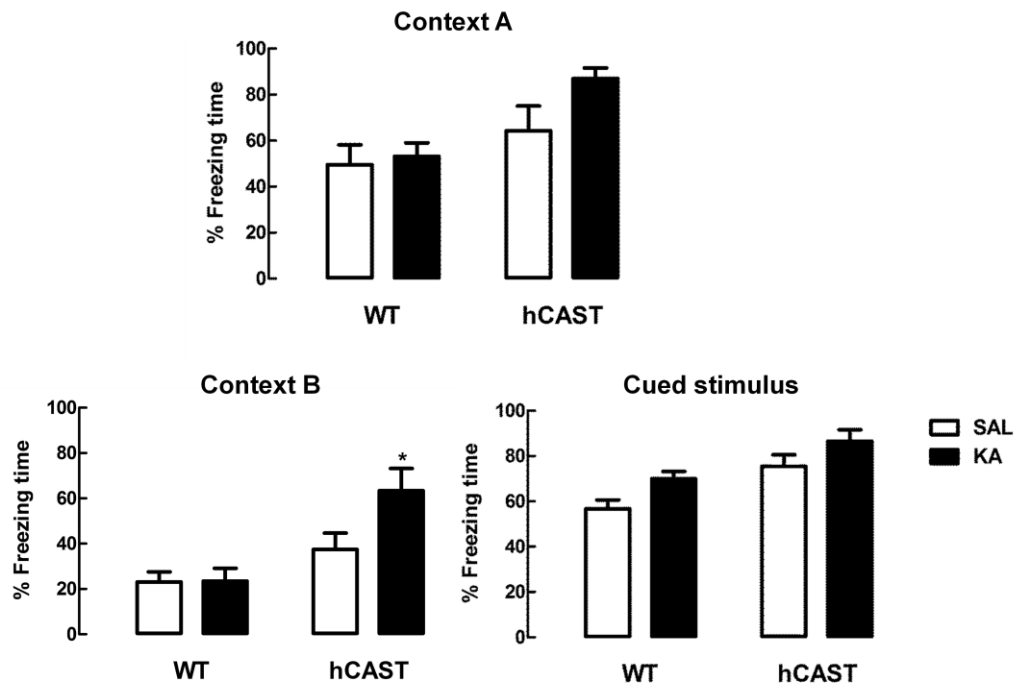 Context A
% Freezing time
100
80
60
40
20
0
WT
hCAST
Context B
% Freezing time
100
80
60
40
20
0
*
WT
hCAST
Cued stimulus
% Freezing time
100
80
60
40
20
0
WT
hCAST
SAL
KA